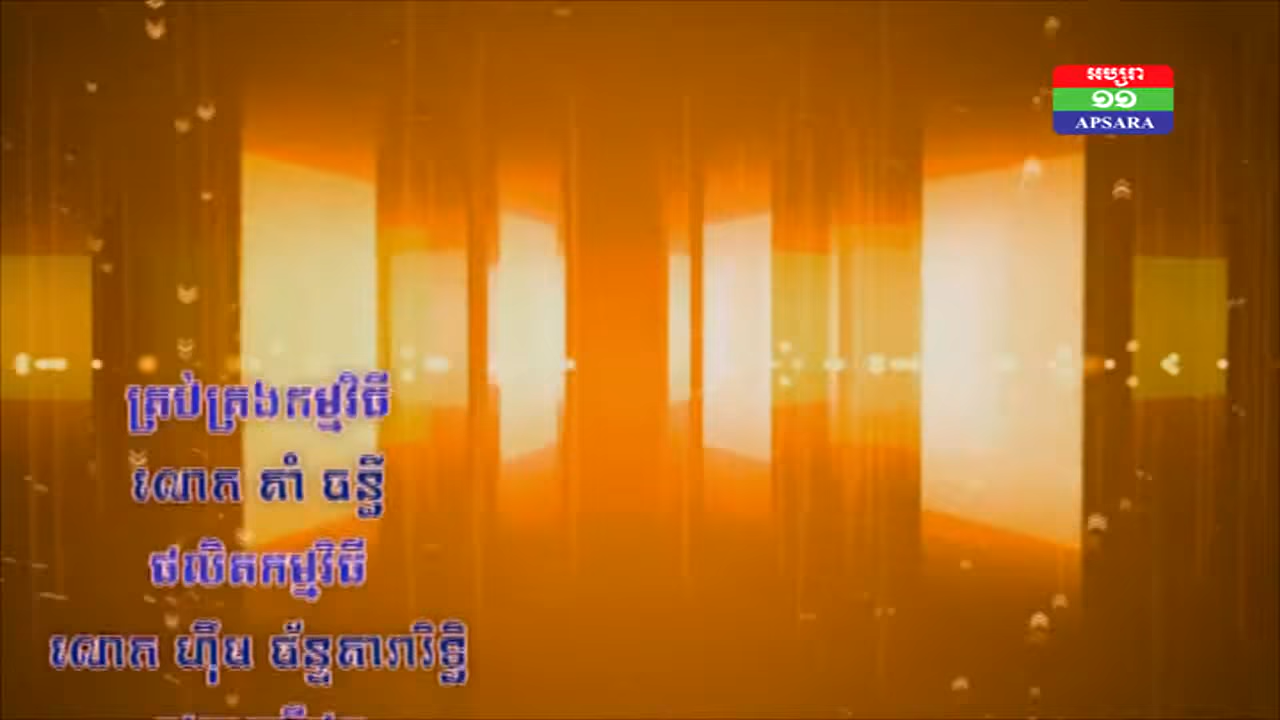 អប្សរា
១១
APSARA
គ្រប់គ្រងកម្មវិធី
លោក គាំ ចន្ធី
ផលិតកម្មវិធី
លោក ហ៊ឹម ច័ន្ទតារារិទ្ធិ